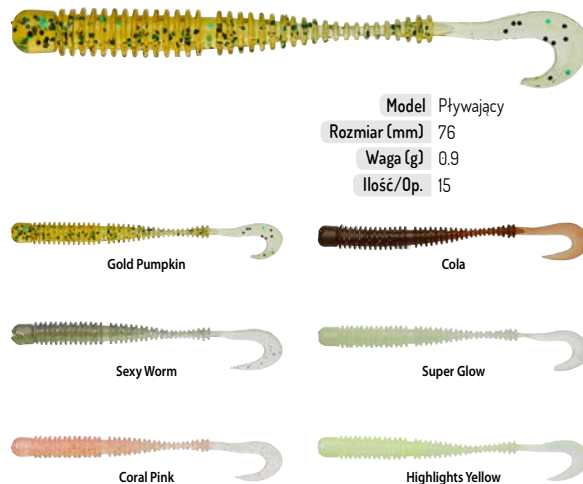 Model Pływający
Rozmiar (mm) 76
Waga (g) 0.9
Ilość/Op. 15
Gold Pumpkin
Cola
Sexy Worm
Super Glow
Coral Pink
Highlights Yellow